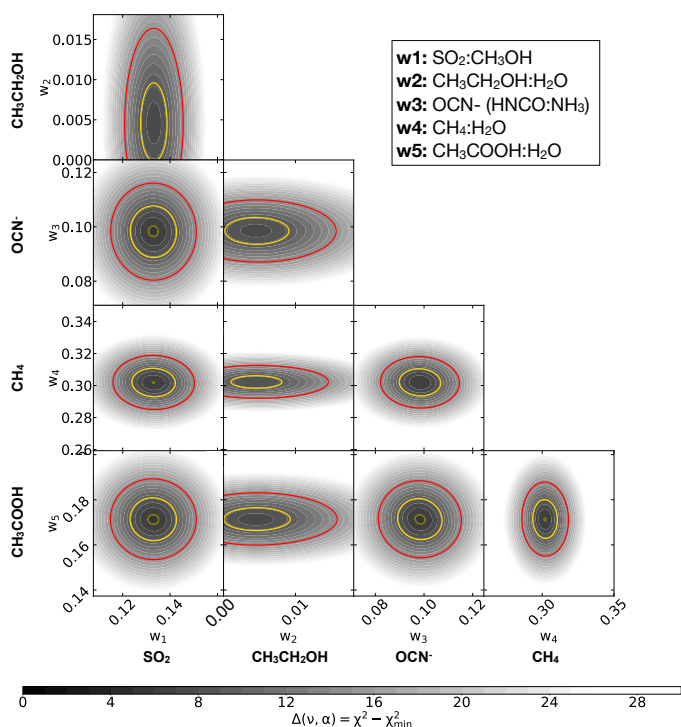 w1: SO₂:CH₃OH
w2: CH₃CH₂OH:H₂O
w3: OCN- (HNCO:NH₃)
w4: CH₄:H₂O
w5: CH₃COOH:H₂O
CH₃CH₂OH
w₂
0.015
0.010
0.005
0.000
OCN⁻
w₃
0.12
0.10
0.08
CH₄
w₄
0.34
0.32
0.30
0.28
0.26
CH₃COOH
w₅
0.18
0.16
0.14
0.12 0.14 0.00 0.01 0.08 0.10 0.12 0.30 0.35
w₁ w₂ w₃ w₄
SO₂ CH₃CH₂OH OCN⁻ CH₄
0 4 8 12 16 20 24 28
Δ(ν, α) = χ² − χ²min